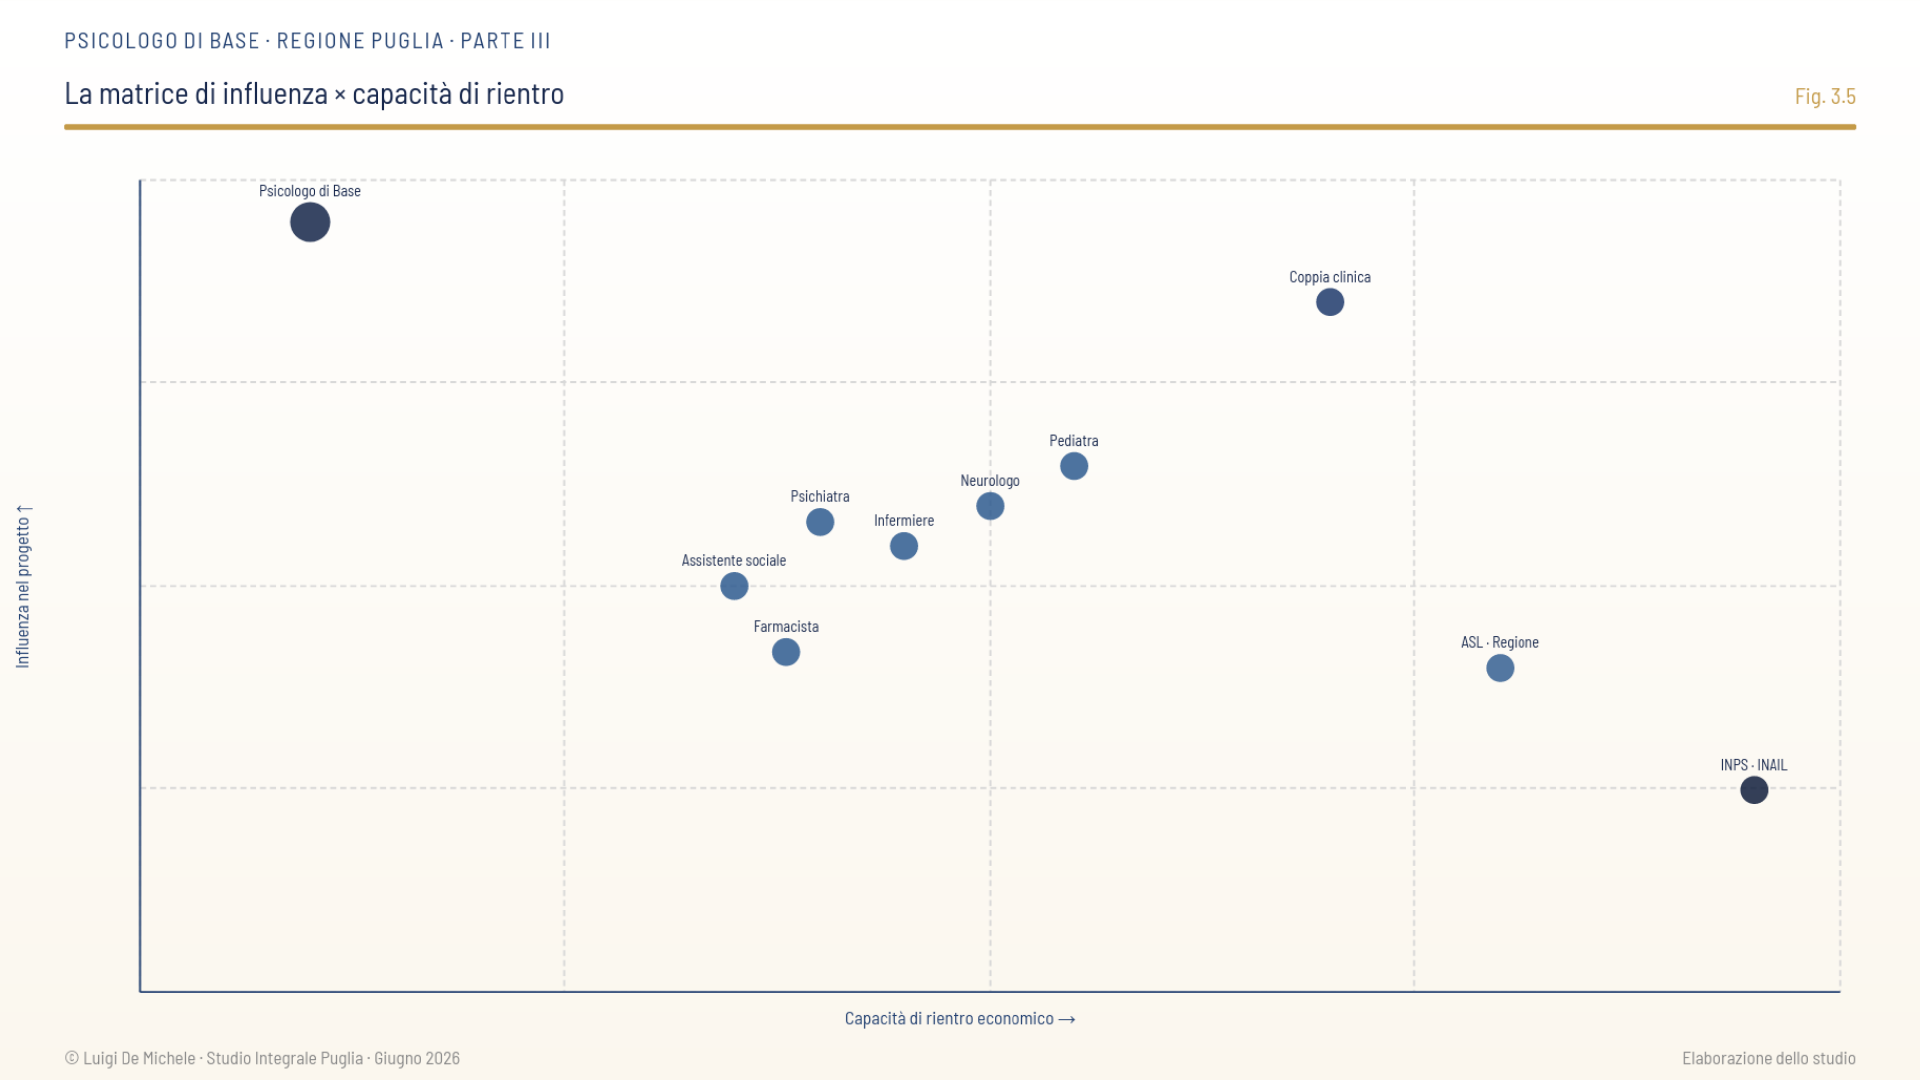 PSICOLOGO DI BASE · REGIONE PUGLIA · PARTE III
La matrice di influenza × capacità di rientro
Fig. 3.5
Psicologo di Base
Coppia clinica
Pediatra
Neurologo
Psichiatra
Infermiere
Assistente sociale
Farmacista
ASL · Regione
INPS · INAIL
Influenza nel progetto ↑
Capacità di rientro economico →
© Luigi De Michele · Studio Integrale Puglia · Giugno 2026
Elaborazione dello studio